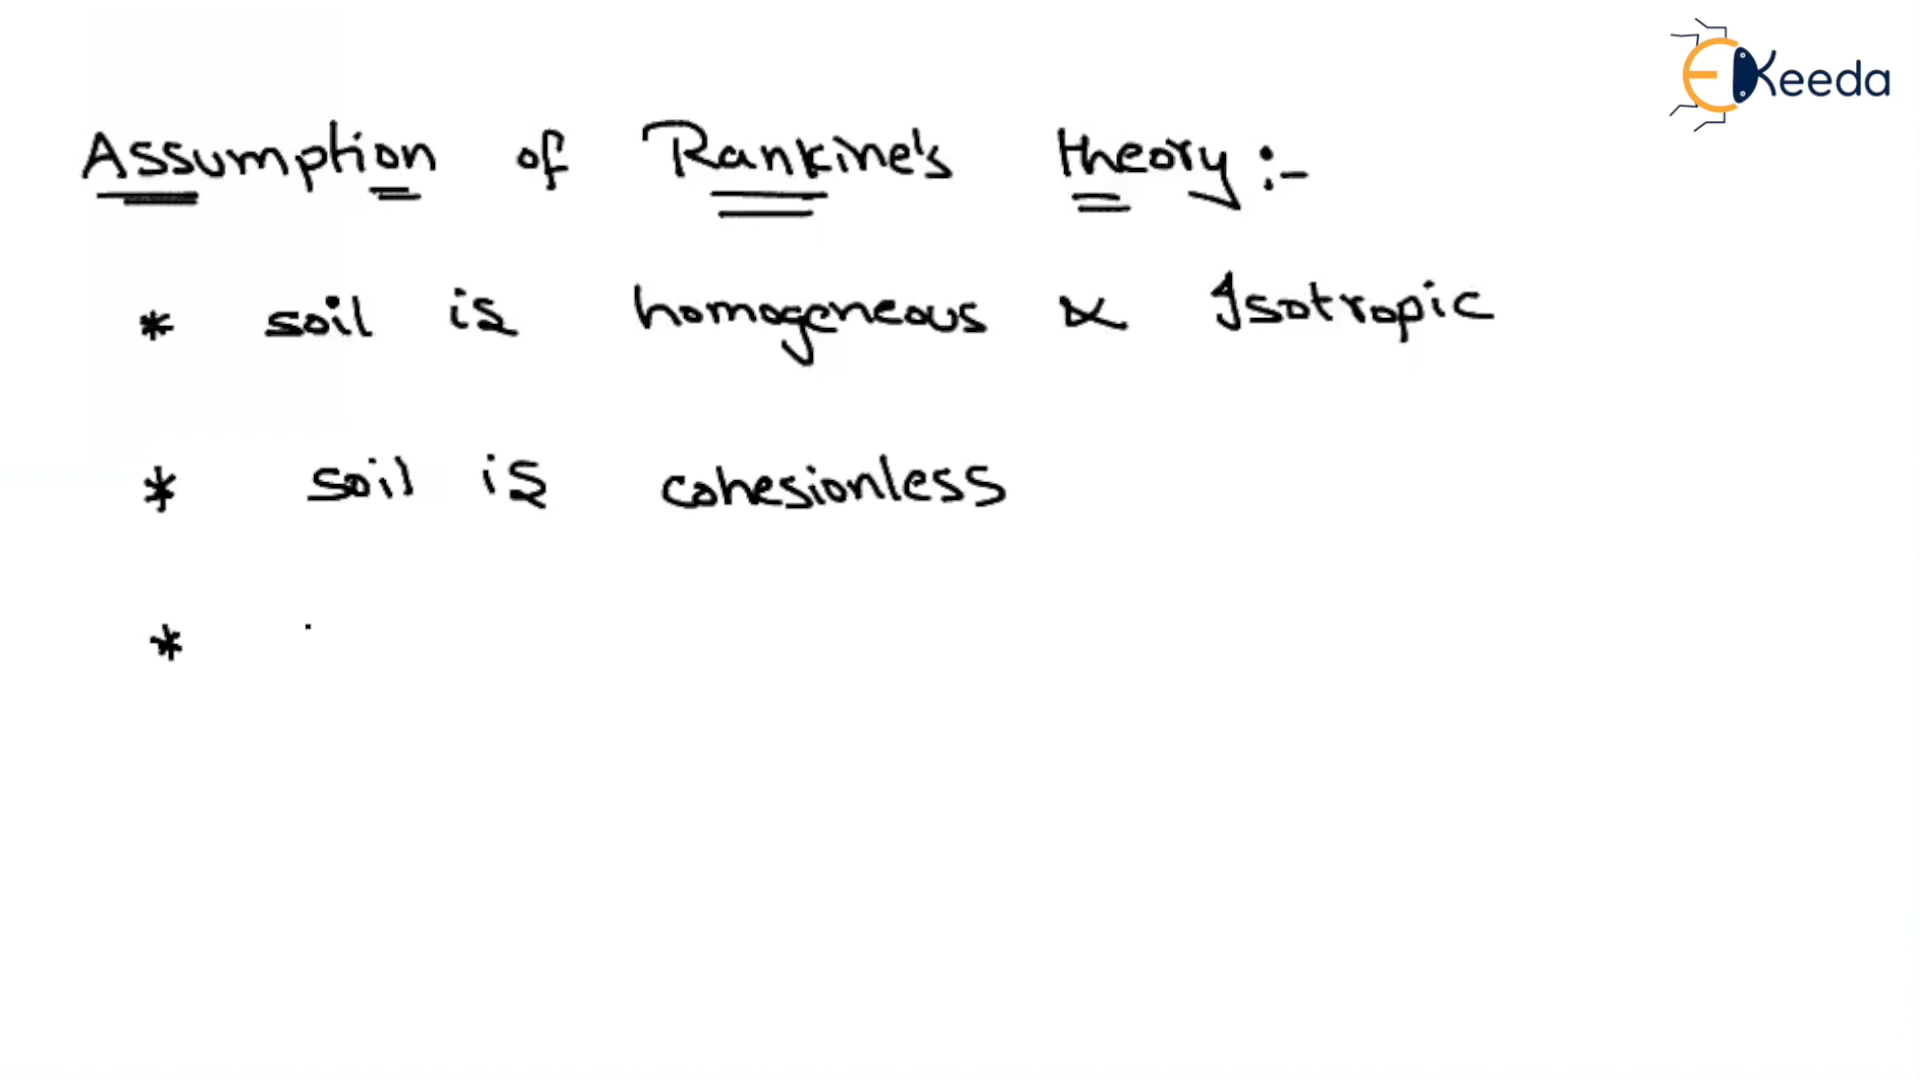 EKeeda
Assumption of Rankine's theory :-
* soil is homogeneous & Isotropic
* soil is cohesionless
*